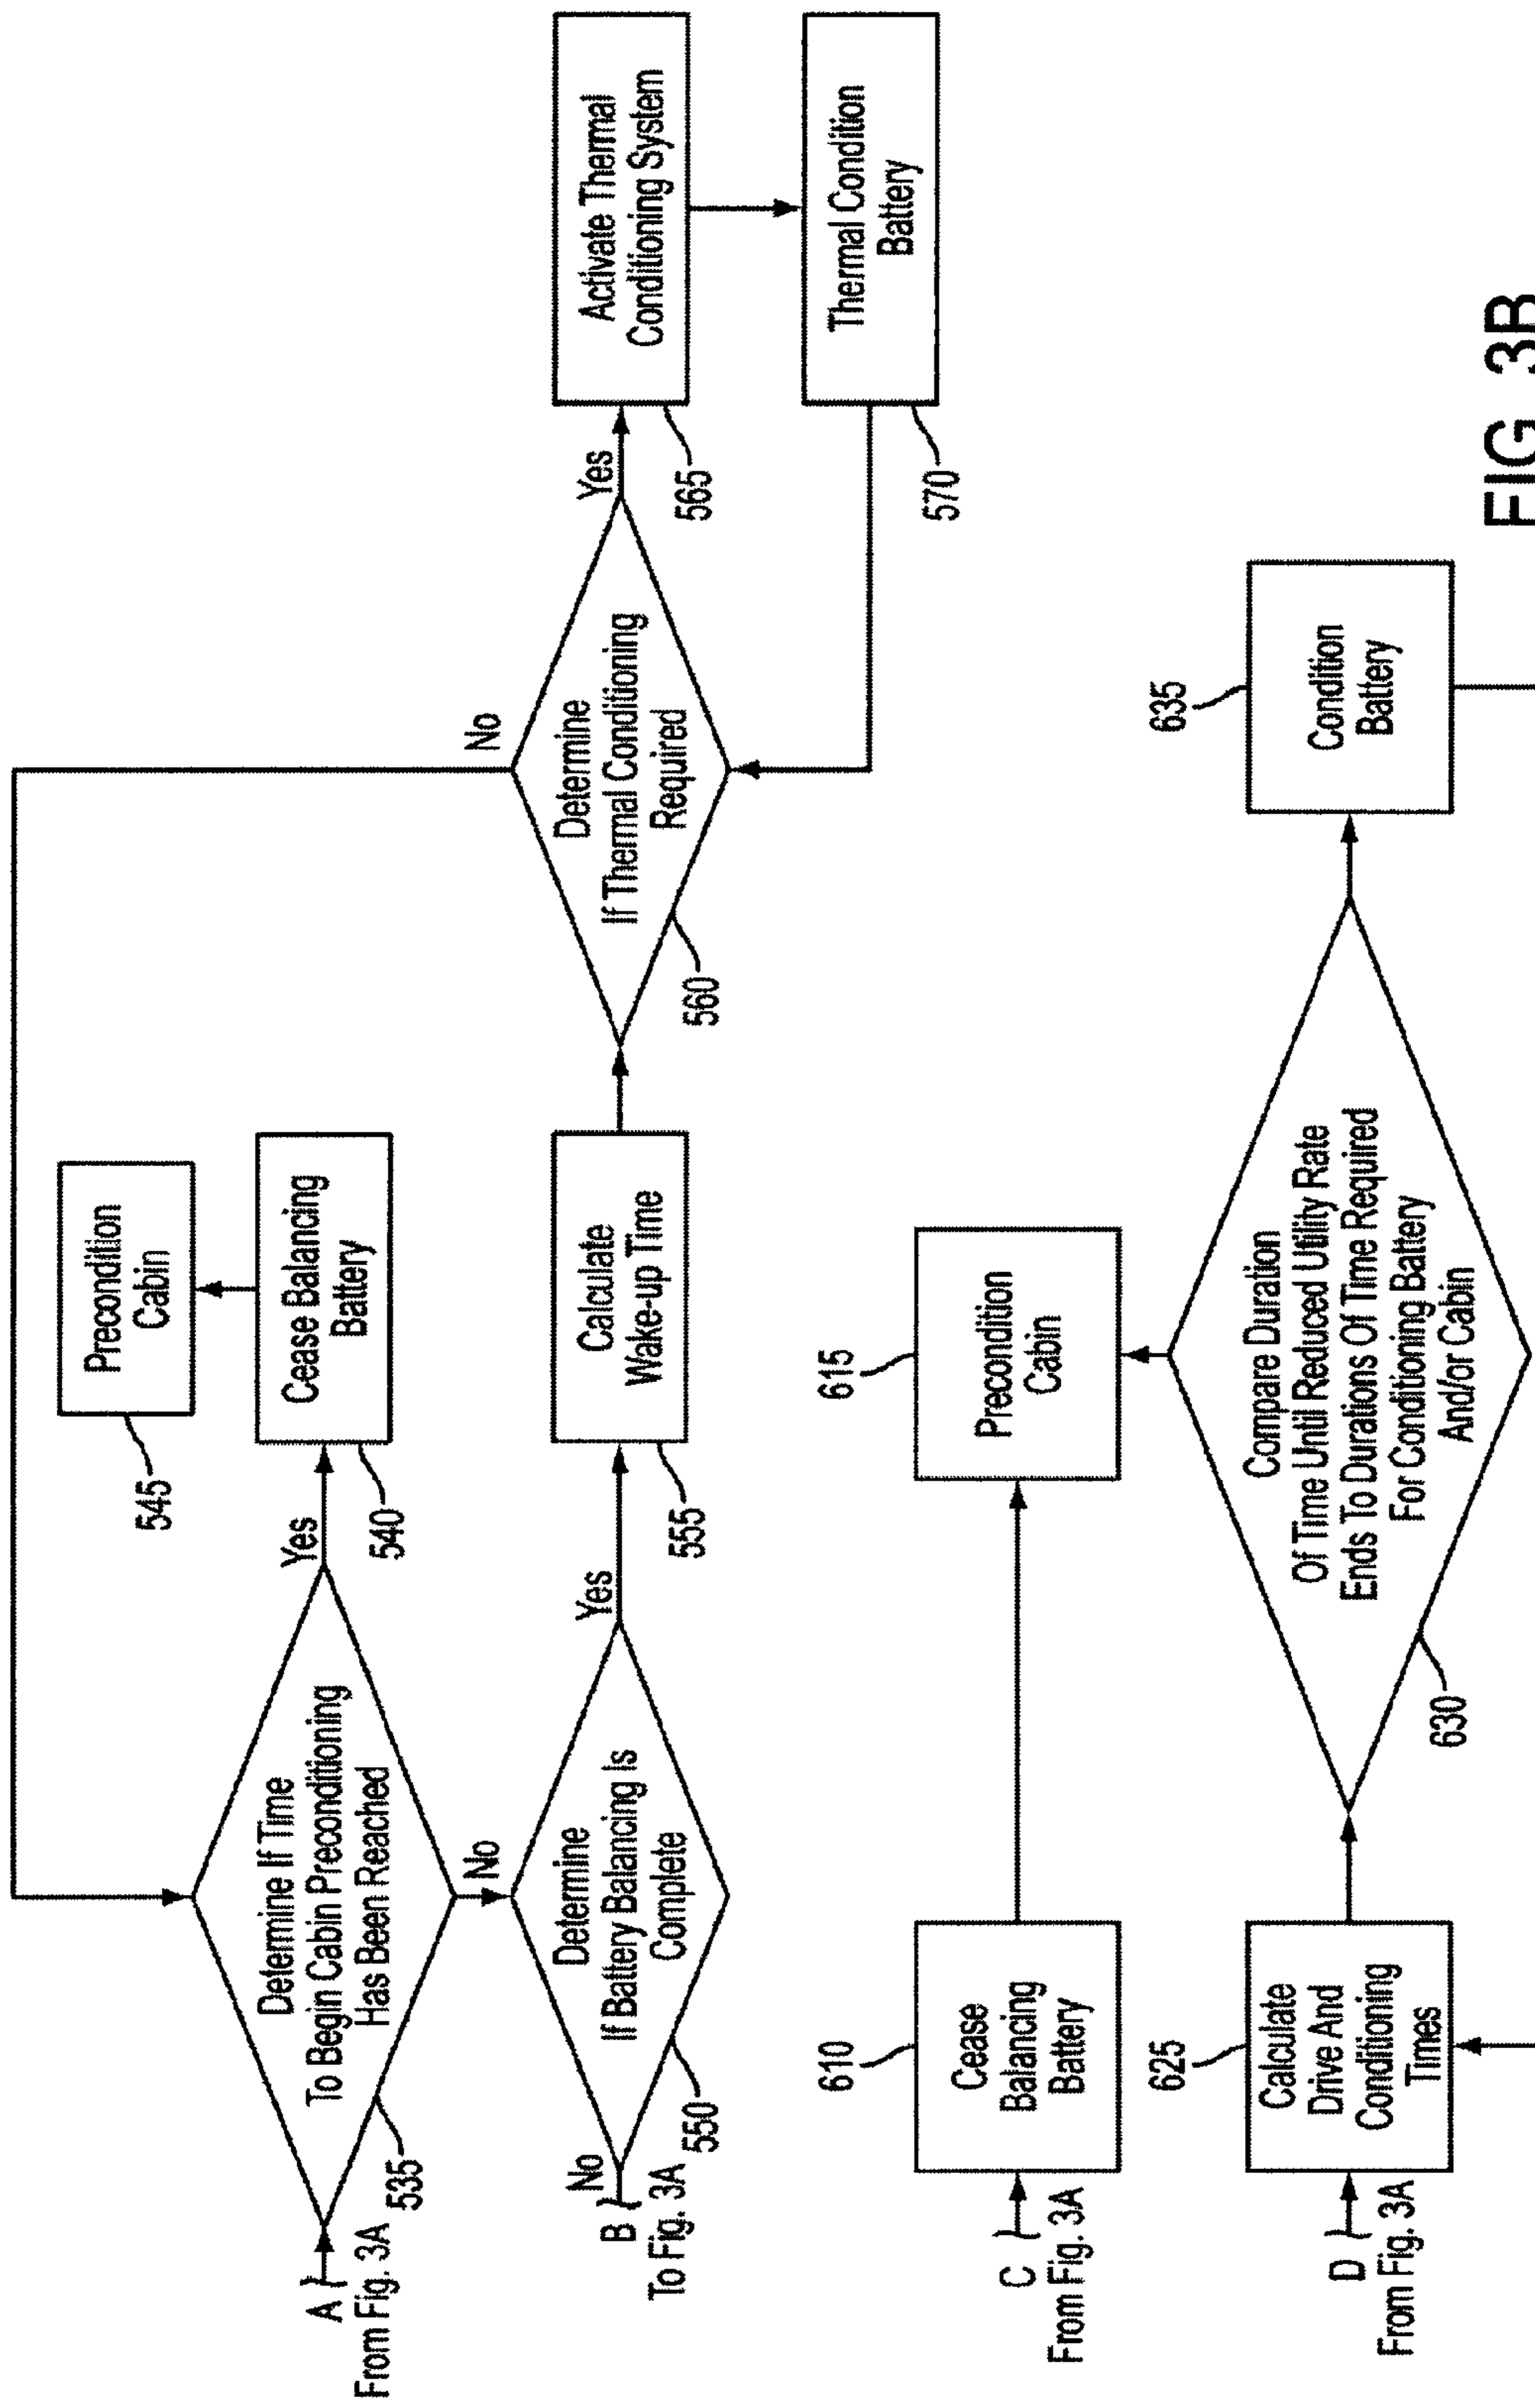 A
From Fig. 3A
Determine If Time
To Begin Cabin Preconditioning
Has Been Reached
535
Yes
Cease Balancing
Battery
540
Precondition
Cabin
545
No
Determine
If Battery Balancing Is
Complete
550
No
B
To Fig. 3A
Yes
Calculate
Wake-up Time
555
Determine
If Thermal Conditioning
Required
560
No
Yes
Activate Thermal
Conditioning System
565
Thermal Condition
Battery
570
C
From Fig. 3A
Cease
Balancing
Battery
610
Precondition
Cabin
615
D
From Fig. 3A
Calculate
Drive And
Conditioning
Times
625
Compare Duration
Of Time Until Reduced Utility Rate
Ends To Durations Of Time Required
For Conditioning Battery
And/or Cabin
630
Condition
Battery
635
FIG. 3B